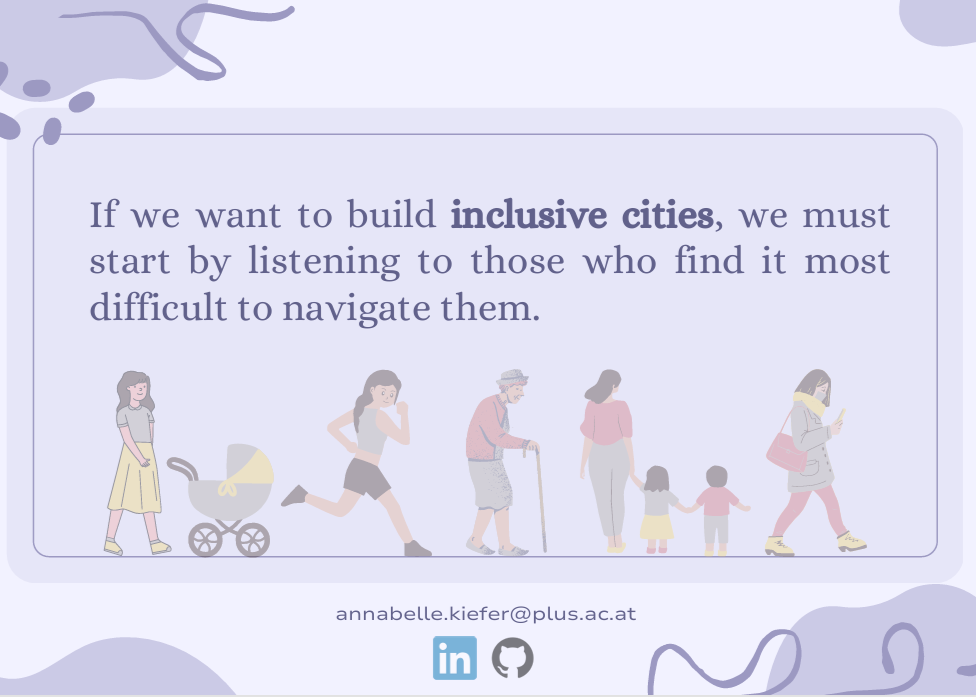 If we want to build inclusive cities, we must
start by listening to those who find it most
difficult to navigate them.
annabelle.kiefer@plus.ac.at
in